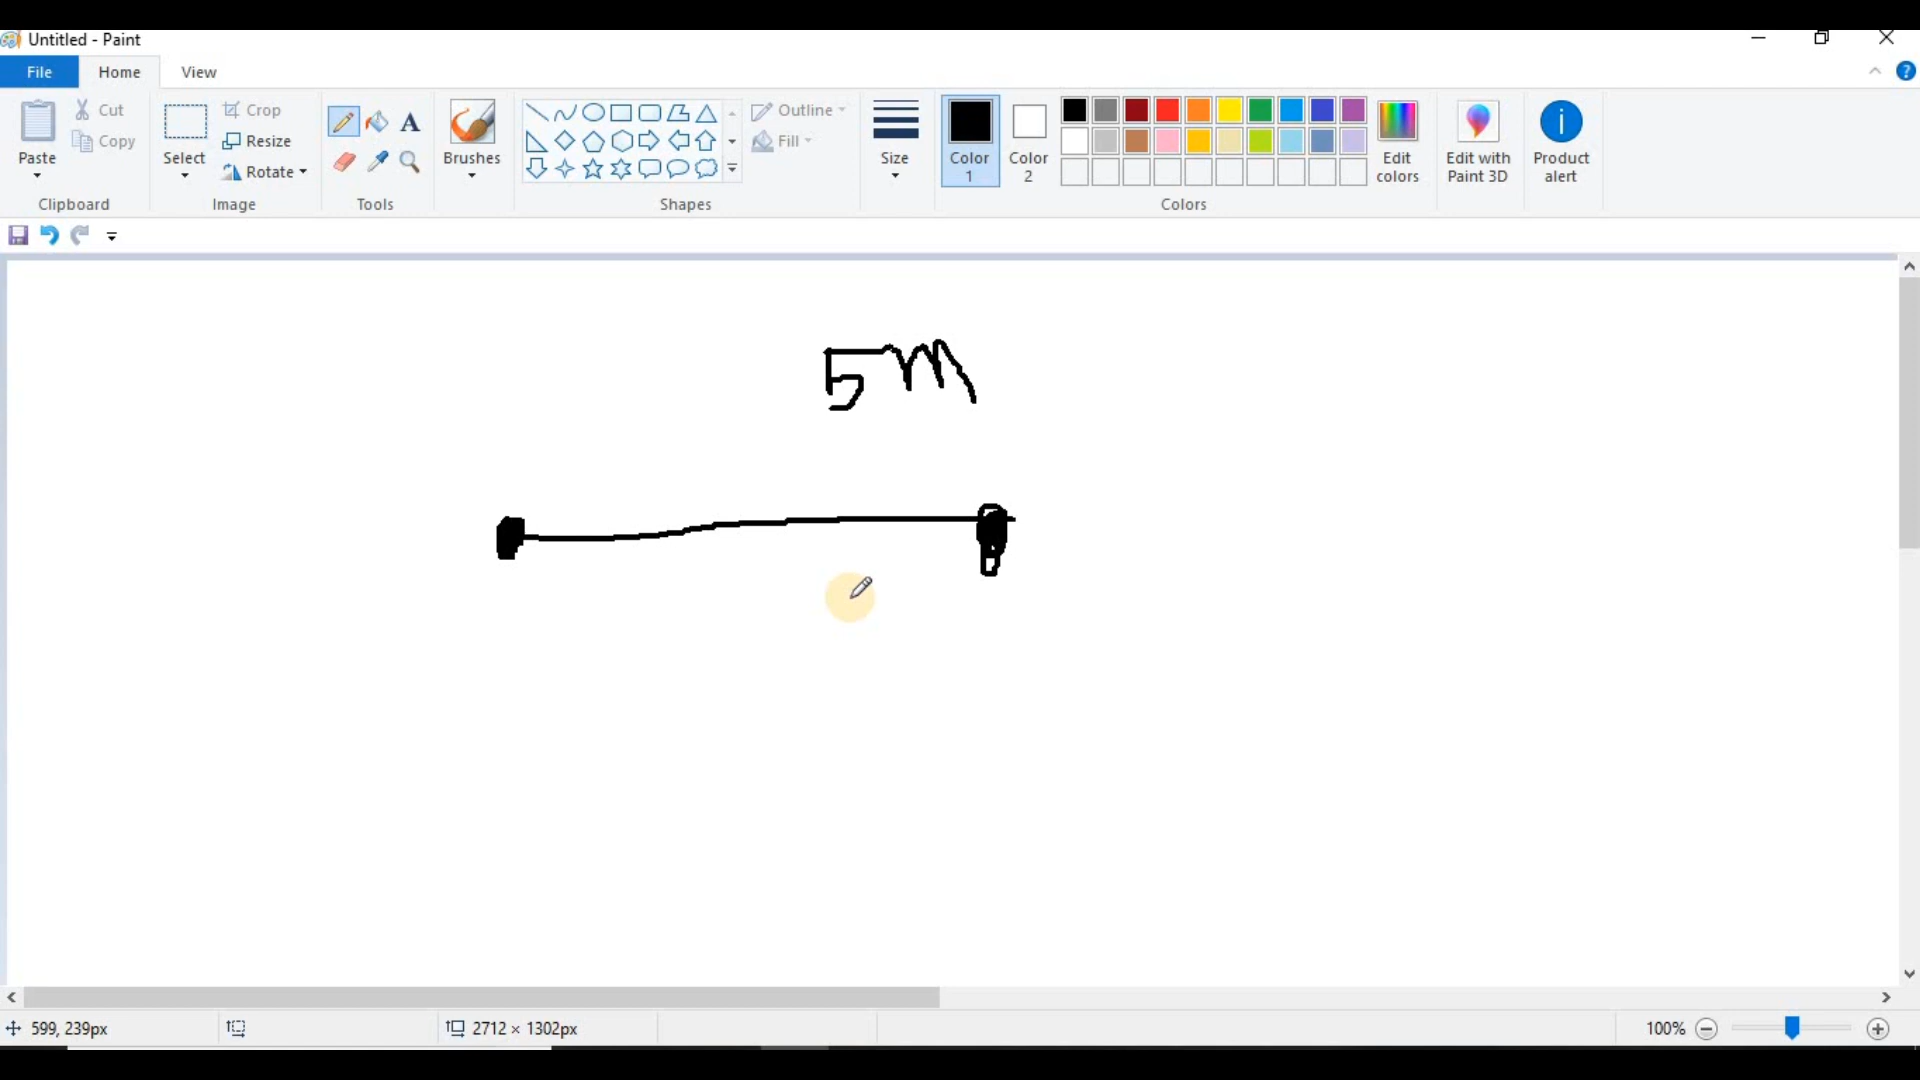 Untitled - Paint
File Home View
Paste Cut Copy Clipboard
Select Crop Resize Rotate Image
Tools
Brushes
Shapes Outline Fill
Size
Color 1 Color 2 Colors
Edit colors
Edit with Paint 3D
Product alert
5m
599, 239px 2712 × 1302px 100%